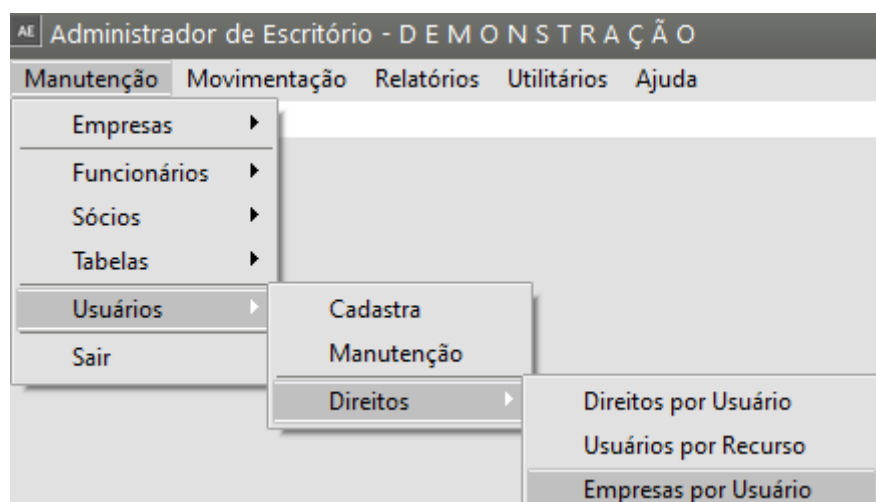 AE Administrador de Escritório - D E M O N S T R A Ç Ã O
Manutenção Movimentação Relatórios Utilitários Ajuda
Empresas
Funcionários
Sócios
Tabelas
Usuários
Sair
Cadastra
Manutenção
Direitos
Direitos por Usuário
Usuários por Recurso
Empresas por Usuário